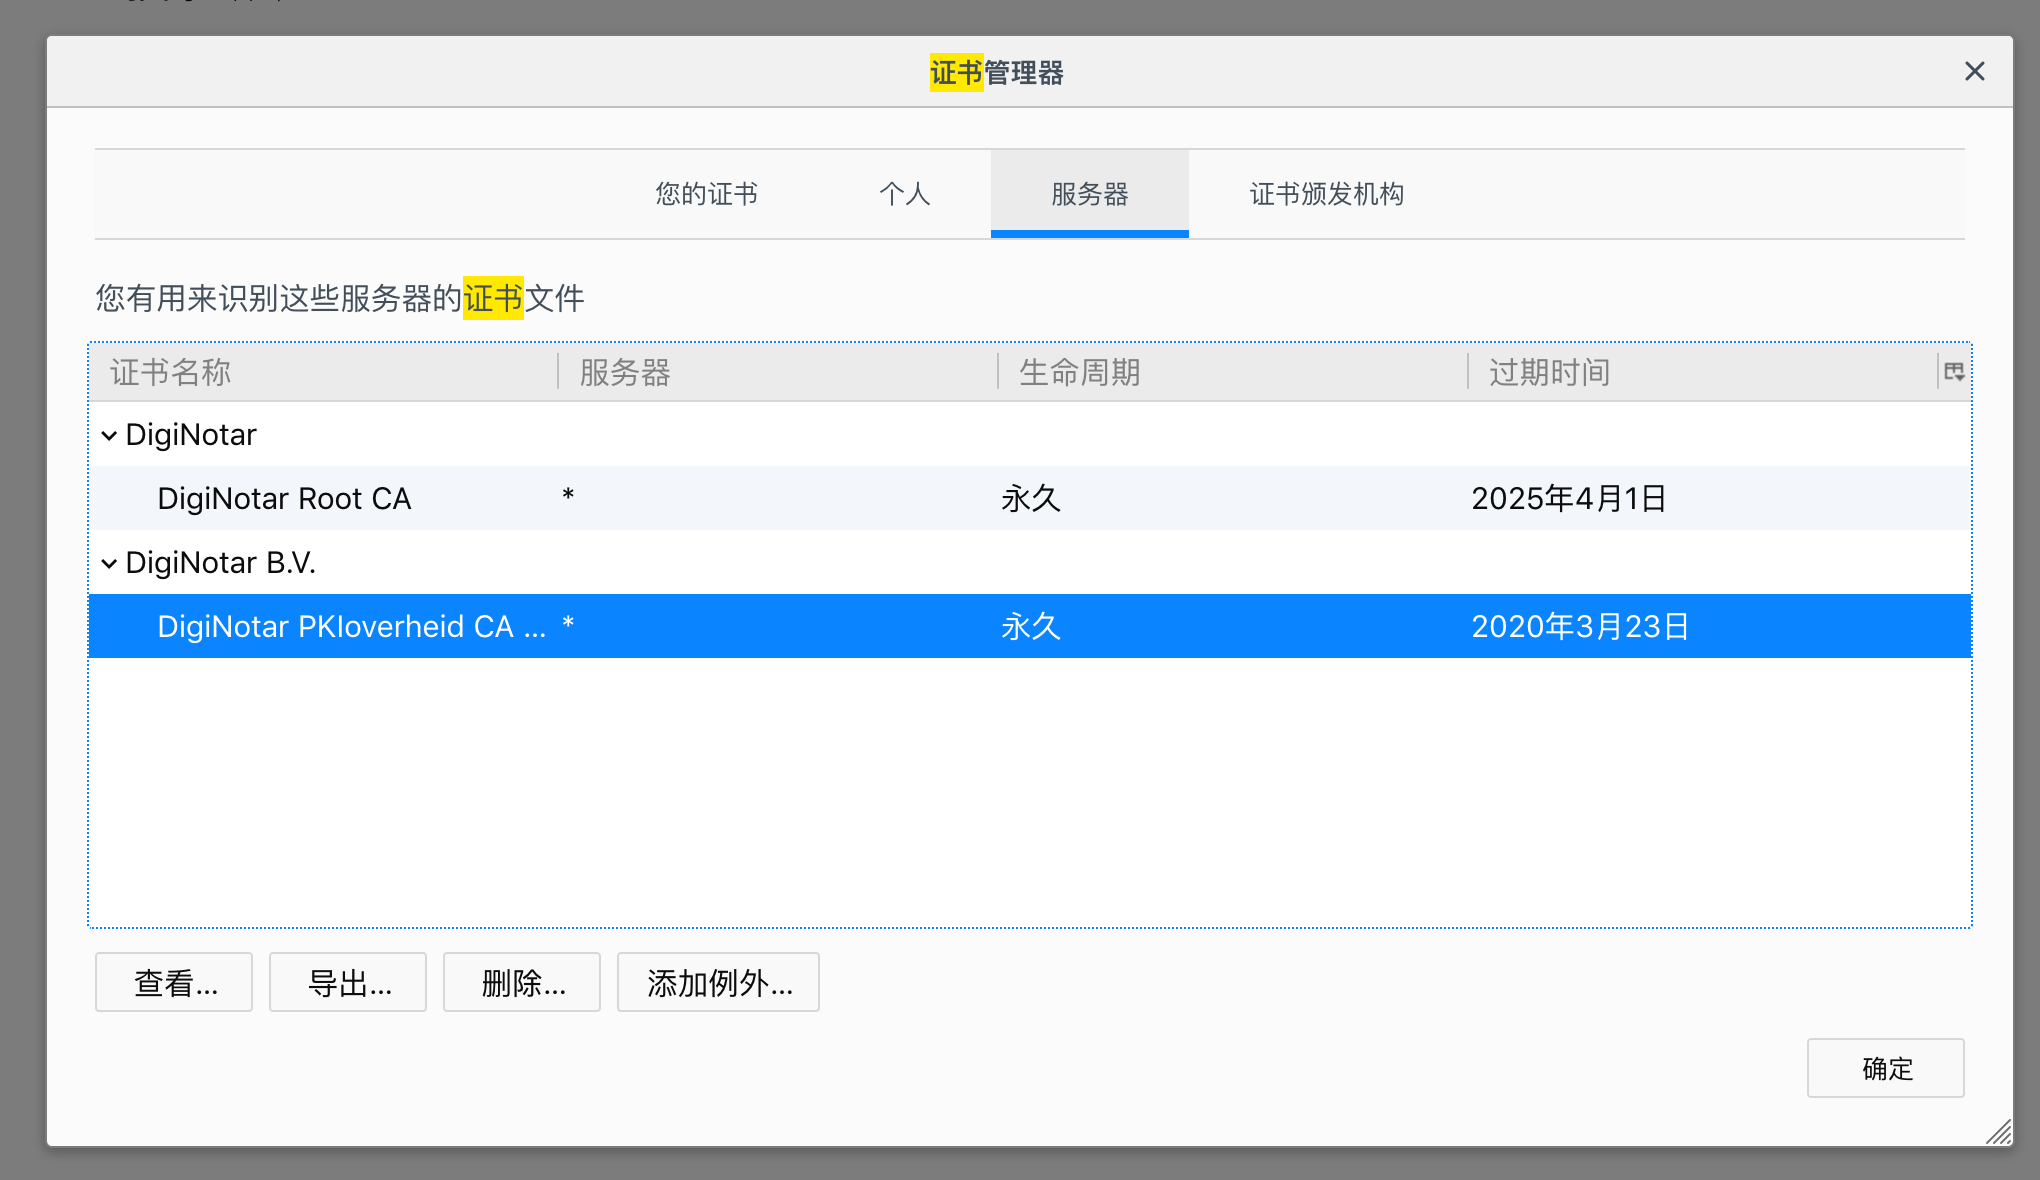 证书管理器
您的证书 个人 服务器 证书颁发机构
您有用来识别这些服务器的证书文件
证书名称 服务器 生命周期 过期时间
DigiNotar
DigiNotar Root CA * 永久 2025年4月1日
DigiNotar B.V.
DigiNotar PKIoverheid CA ... * 永久 2020年3月23日
查看... 导出... 删除... 添加例外...
确定